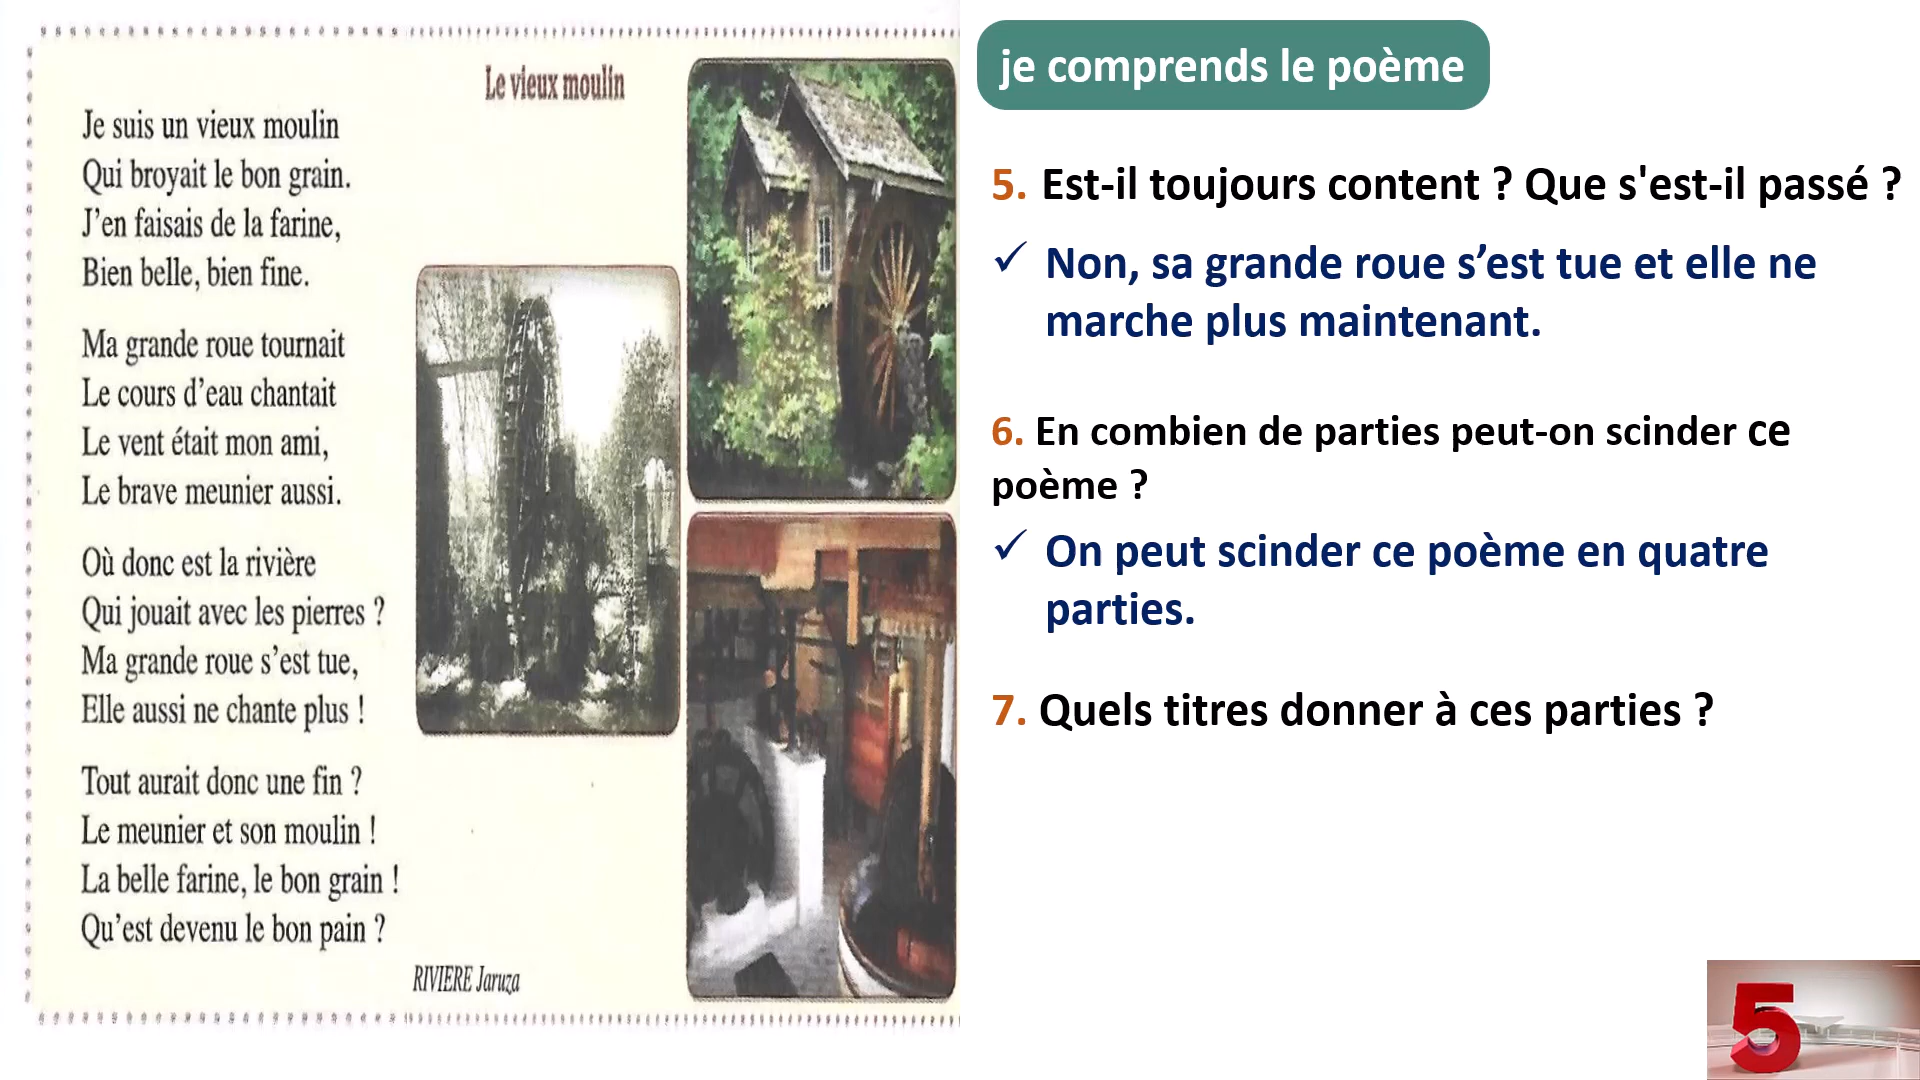 Le vieux moulin
Je suis un vieux moulin
Qui broyait le bon grain.
J'en faisais de la farine,
Bien belle, bien fine.
Ma grande roue tournait
Le cours d'eau chantait
Le vent était mon ami,
Le brave meunier aussi.
Où donc est la rivière
Qui jouait avec les pierres ?
Ma grande roue s'est tue,
Elle aussi ne chante plus !
Tout aurait donc une fin ?
Le meunier et son moulin !
La belle farine, le bon grain !
Qu'est devenu le bon pain ?
RIVIERE Jaruza
je comprends le poème
5. Est-il toujours content ? Que s'est-il passé ?
✓ Non, sa grande roue s’est tue et elle ne
marche plus maintenant.
6. En combien de parties peut-on scinder ce
poème ?
✓ On peut scinder ce poème en quatre
parties.
7. Quels titres donner à ces parties ?
5